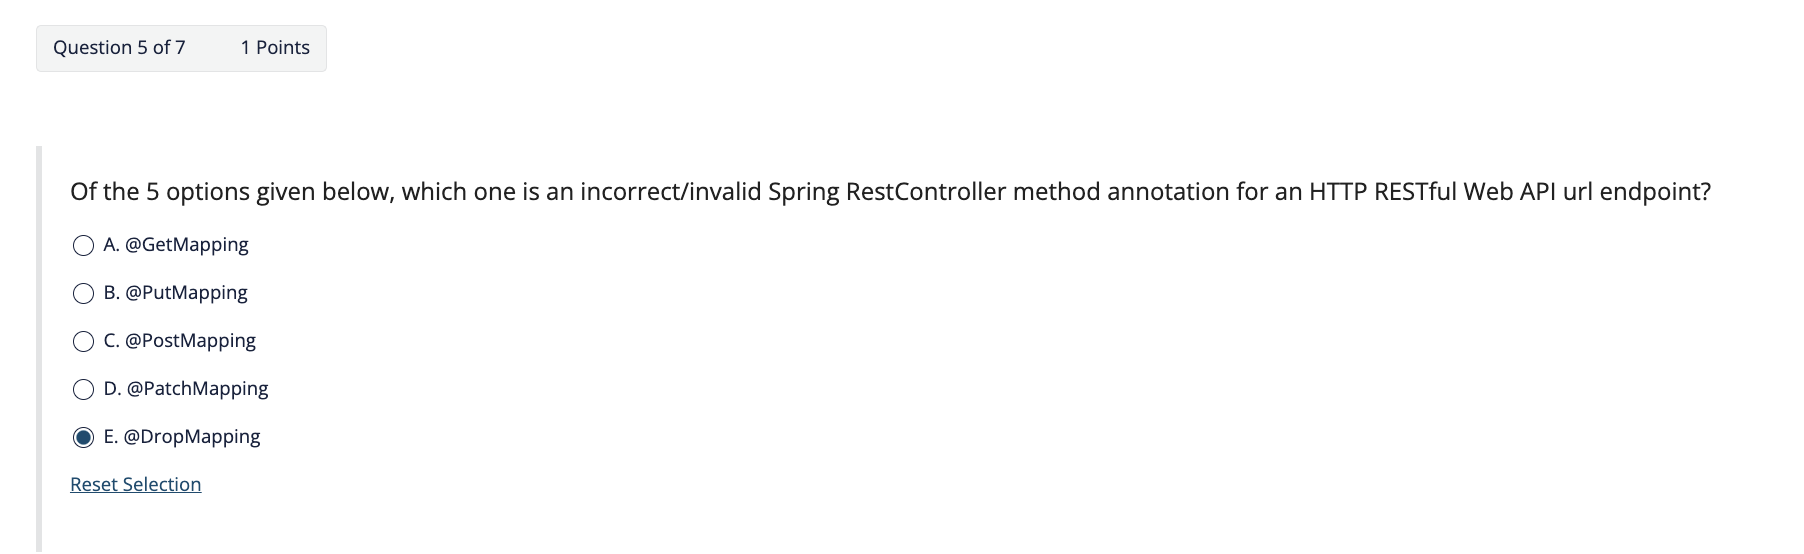 Question 5 of 7 1 Points
Of the 5 options given below, which one is an incorrect/invalid Spring RestController method annotation for an HTTP RESTful Web API url endpoint?
A. @GetMapping
B. @PutMapping
C. @PostMapping
D. @PatchMapping
E. @DropMapping
Reset Selection